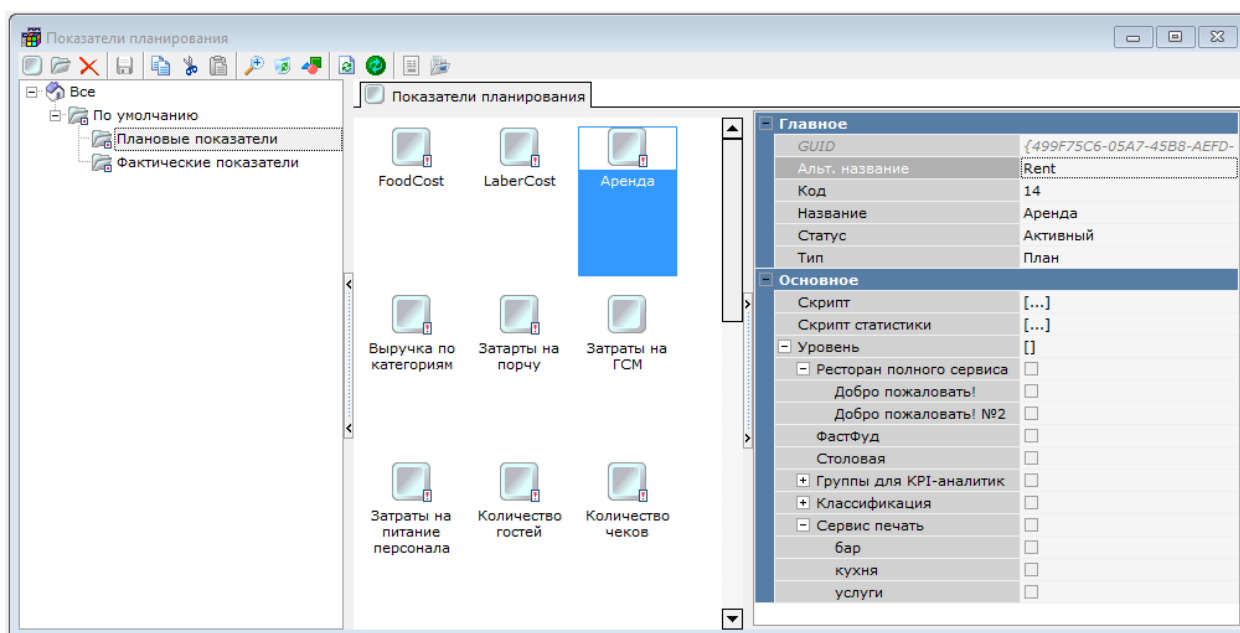 Показатели планирования
Все
По умолчанию
Плановые показатели
Фактические показатели
Показатели планирования
FoodCost
LaberCost
Аренда
Выручка по
категориям
Затарты на
порчу
Затраты на
ГСМ
Затраты на
питание
персонала
Количество
гостей
Количество
чеков
Главное
GUID {499F75C6-05A7-45B8-AEFD-
Альт. название Rent
Код 14
Название Аренда
Статус Активный
Тип План
Основное
Скрипт [...]
Скрипт статистики [...]
Уровень []
Ресторан полного сервиса
Добро пожаловать!
Добро пожаловать! №2
ФастФуд
Столовая
Группы для KPI-аналитик
Классификация
Сервис печать
бар
кухня
услуги